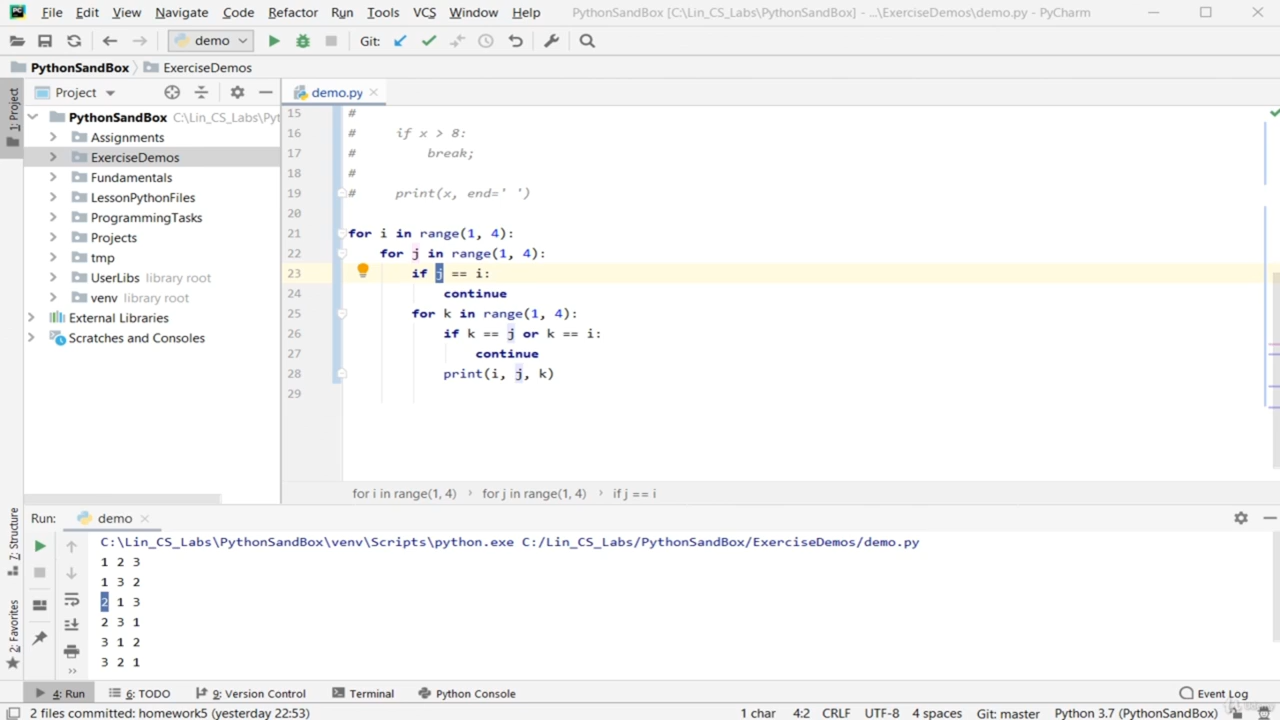 File Edit View Navigate Code Refactor Run Tools VCS Window Help PythonSandBox [C:\Lin_CS_Labs\PythonSandBox] - ...\ExerciseDemos\demo.py - PyCharm
demo Git:
PythonSandBox ExerciseDemos
1: Project
Project
demo.py
PythonSandBox C:\Lin_CS_Labs\Pyt
Assignments
ExerciseDemos
Fundamentals
LessonPythonFiles
ProgrammingTasks
Projects
tmp
UserLibs library root
venv library root
External Libraries
Scratches and Consoles
15 #
16 #     if x > 8:
17 #         break;
18 #
19 #     print(x, end=' ')
20
21 for i in range(1, 4):
22     for j in range(1, 4):
23         if j == i:
24             continue
25         for k in range(1, 4):
26             if k == j or k == i:
27                 continue
28             print(i, j, k)
29
for i in range(1, 4) › for j in range(1, 4) › if j == i
7: Structure
2: Favorites
Run: demo
C:\Lin_CS_Labs\PythonSandBox\venv\Scripts\python.exe C:/Lin_CS_Labs/PythonSandBox/ExerciseDemos/demo.py
1 2 3
1 3 2
2 1 3
2 3 1
3 1 2
3 2 1
4: Run 6: TODO 9: Version Control Terminal Python Console Event Log
2 files committed: homework5 (yesterday 22:53) 1 char 4:2 CRLF UTF-8 4 spaces Git: master Python 3.7 (PythonSandBox)